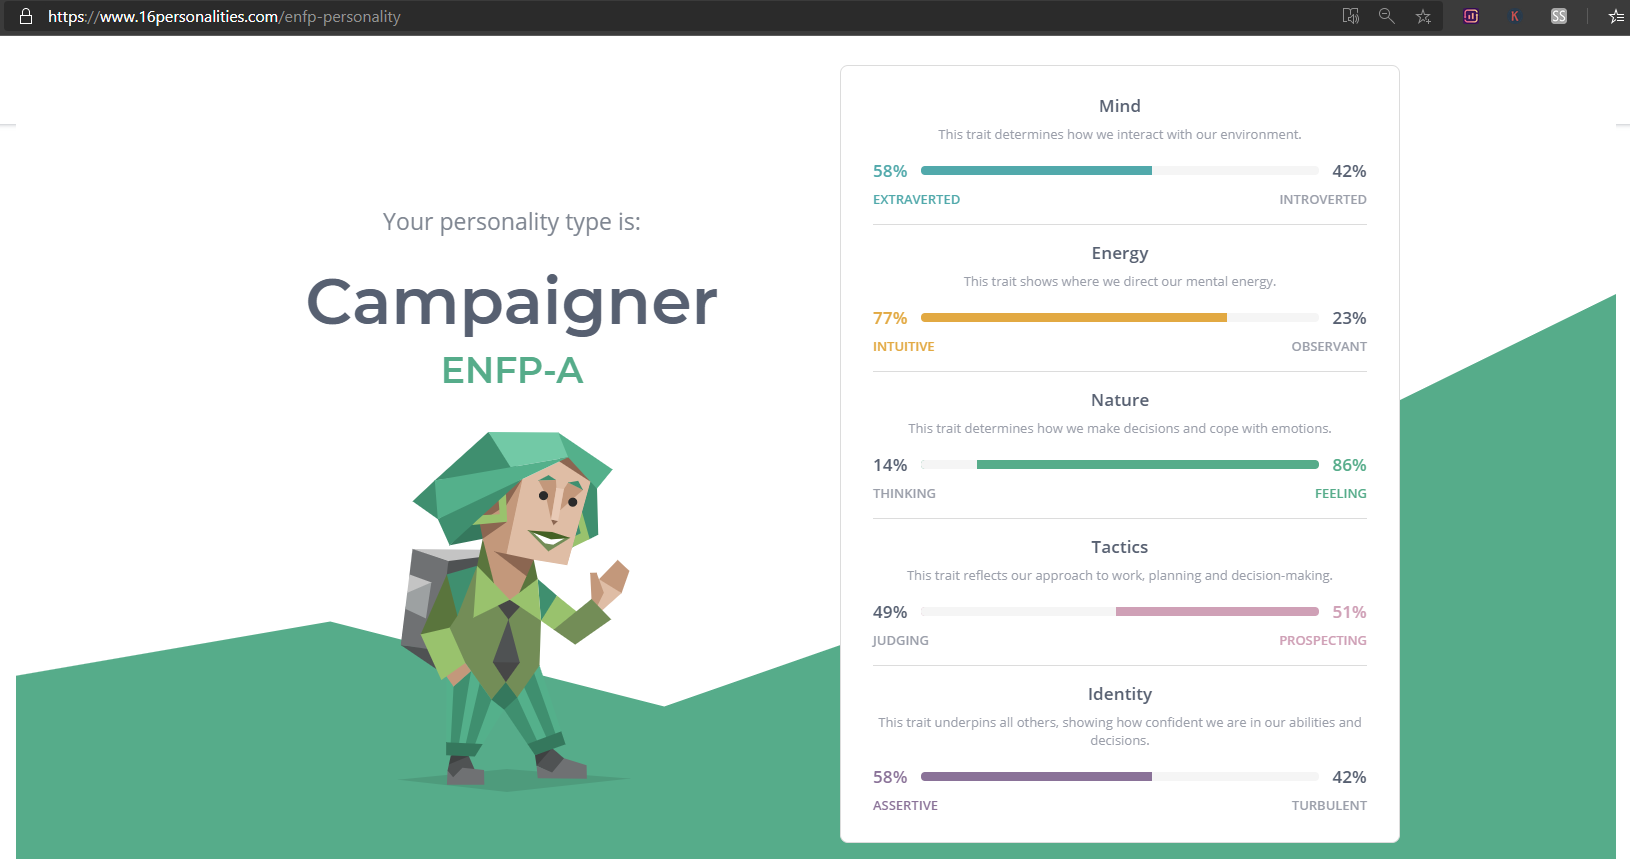 https://www.16personalities.com/enfp-personality
K
SS
Your personality type is:
Campaigner
ENFP-A
Mind
This trait determines how we interact with our environment.
58% 42%
EXTRAVERTED INTROVERTED
Energy
This trait shows where we direct our mental energy.
77% 23%
INTUITIVE OBSERVANT
Nature
This trait determines how we make decisions and cope with emotions.
14% 86%
THINKING FEELING
Tactics
This trait reflects our approach to work, planning and decision-making.
49% 51%
JUDGING PROSPECTING
Identity
This trait underpins all others, showing how confident we are in our abilities and
decisions.
58% 42%
ASSERTIVE TURBULENT